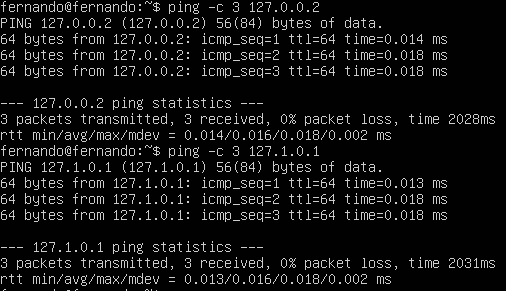 fernando@fernando:~$ ping -c 3 127.0.0.2
PING 127.0.0.2 (127.0.0.2) 56(84) bytes of data.
64 bytes from 127.0.0.2: icmp_seq=1 ttl=64 time=0.014 ms
64 bytes from 127.0.0.2: icmp_seq=2 ttl=64 time=0.018 ms
64 bytes from 127.0.0.2: icmp_seq=3 ttl=64 time=0.018 ms

--- 127.0.0.2 ping statistics ---
3 packets transmitted, 3 received, 0% packet loss, time 2028ms
rtt min/avg/max/mdev = 0.014/0.016/0.018/0.002 ms
fernando@fernando:~$ ping -c 3 127.1.0.1
PING 127.1.0.1 (127.1.0.1) 56(84) bytes of data.
64 bytes from 127.1.0.1: icmp_seq=1 ttl=64 time=0.013 ms
64 bytes from 127.1.0.1: icmp_seq=2 ttl=64 time=0.018 ms
64 bytes from 127.1.0.1: icmp_seq=3 ttl=64 time=0.018 ms

--- 127.1.0.1 ping statistics ---
3 packets transmitted, 3 received, 0% packet loss, time 2031ms
rtt min/avg/max/mdev = 0.013/0.016/0.018/0.002 ms